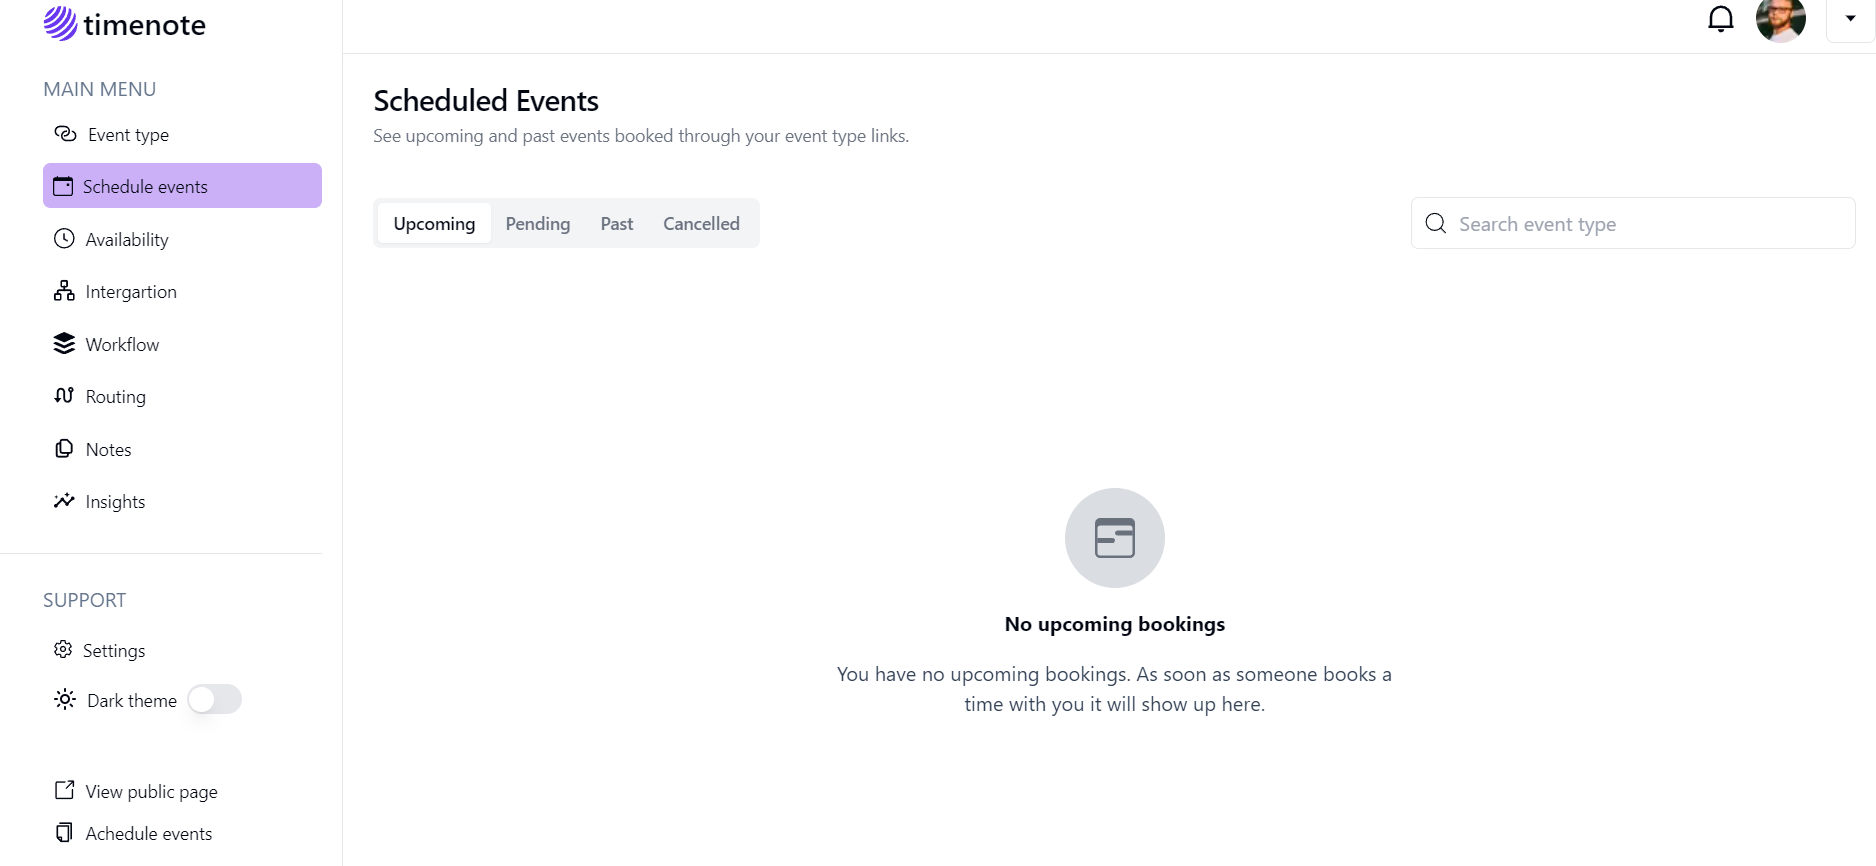 timenote
MAIN MENU
Event type
Schedule events
Availability
Intergartion
Workflow
Routing
Notes
Insights
SUPPORT
Settings
Dark theme
View public page
Achedule events
Scheduled Events
See upcoming and past events booked through your event type links.
Upcoming Pending Past Cancelled
Search event type
No upcoming bookings
You have no upcoming bookings. As soon as someone books a
time with you it will show up here.